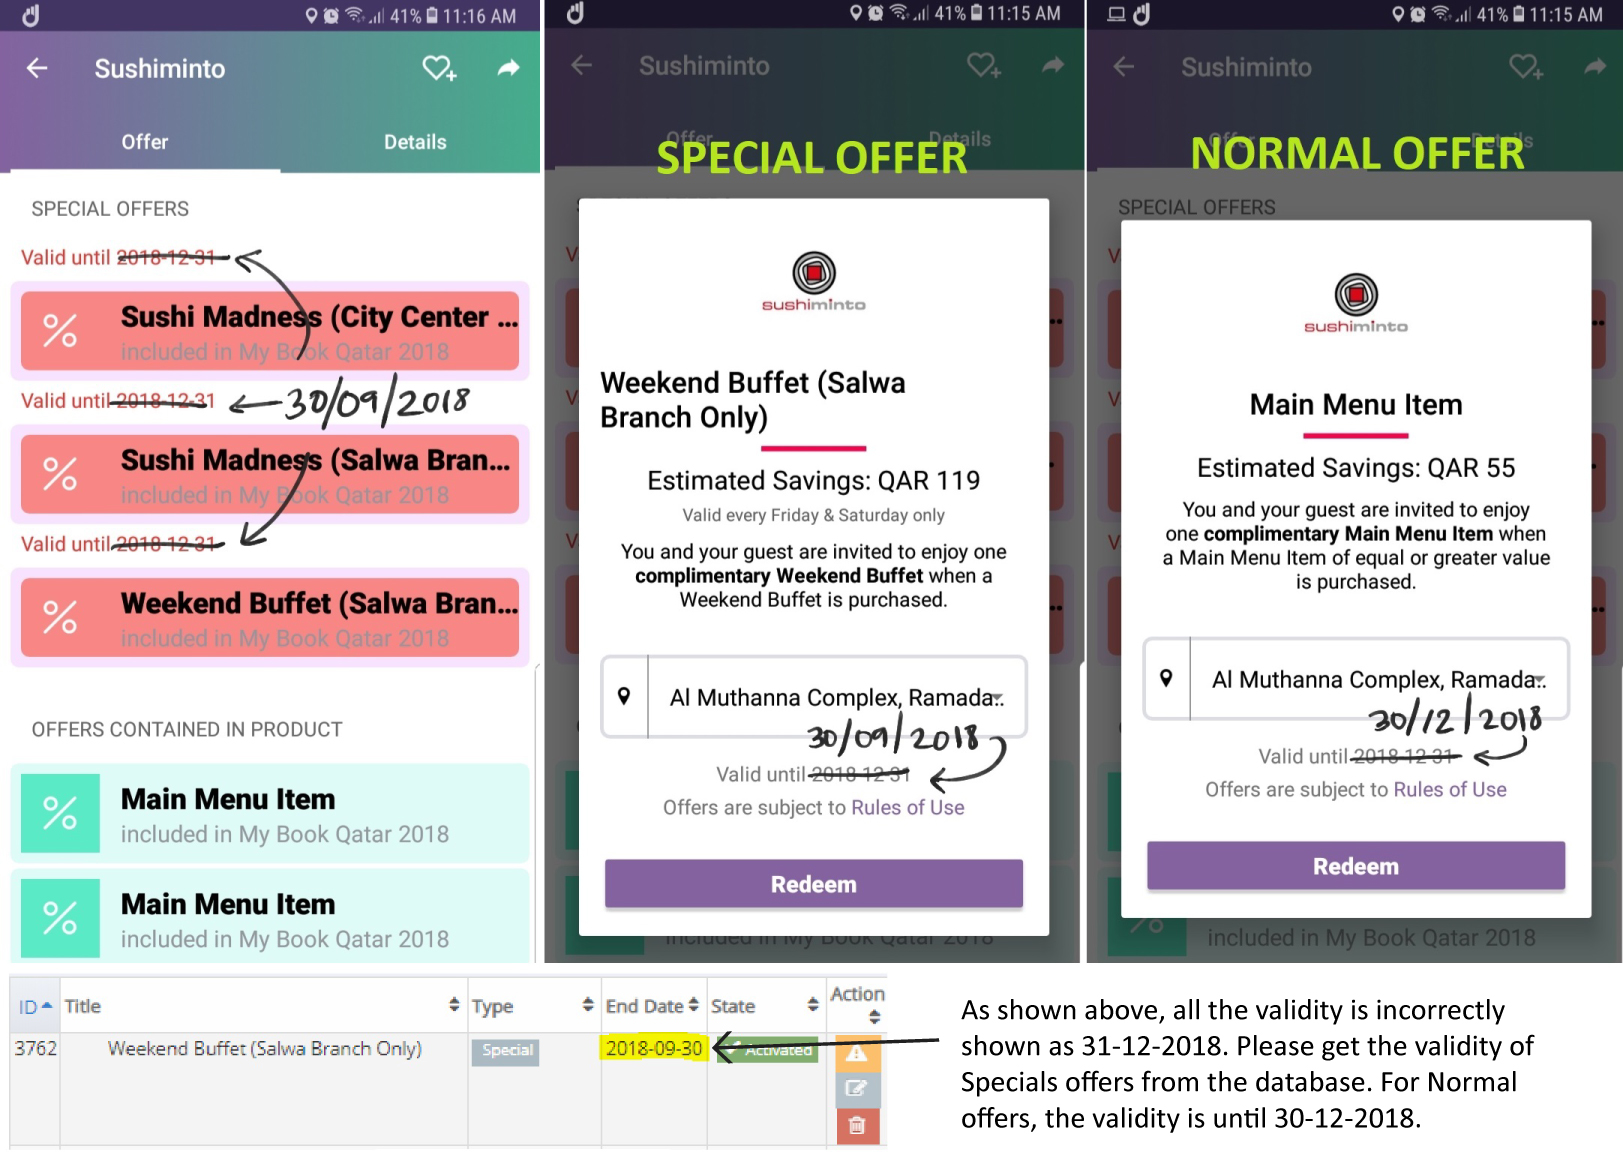 41% 11:16 AM
Sushiminto
Offer Details
SPECIAL OFFERS
Valid until 2018-12-31
Sushi Madness (City Center ...
included in My Book Qatar 2018
Valid until 2018-12-31 30/09/2018
Sushi Madness (Salwa Bran...
included in My Book Qatar 2018
Valid until 2018-12-31
Weekend Buffet (Salwa Bran...
included in My Book Qatar 2018
OFFERS CONTAINED IN PRODUCT
Main Menu Item
included in My Book Qatar 2018
Main Menu Item
included in My Book Qatar 2018
41% 11:15 AM
Sushiminto
Offer Details
SPECIAL OFFER
sushiminto
Weekend Buffet (Salwa
Branch Only)
Estimated Savings: QAR 119
Valid every Friday & Saturday only
You and your guest are invited to enjoy one
complimentary Weekend Buffet when a
Weekend Buffet is purchased.
Al Muthanna Complex, Ramada..
30/09/2018
Valid until 2018-12-31
Offers are subject to Rules of Use
Redeem
included in My Book Qatar 2018
41% 11:15 AM
Sushiminto
Offer Details
NORMAL OFFER
SPECIAL OFFERS
sushiminto
Main Menu Item
Estimated Savings: QAR 55
You and your guest are invited to enjoy
one complimentary Main Menu Item when
a Main Menu Item of equal or greater value
is purchased.
Al Muthanna Complex, Ramada..
30/12/2018
Valid until 2018-12-31
Offers are subject to Rules of Use
Redeem
included in My Book Qatar 2018
ID Title Type End Date State Action
3762 Weekend Buffet (Salwa Branch Only) Special 2018-09-30 Activated
As shown above, all the validity is incorrectly
shown as 31-12-2018. Please get the validity of
Specials offers from the database. For Normal
offers, the validity is until 30-12-2018.